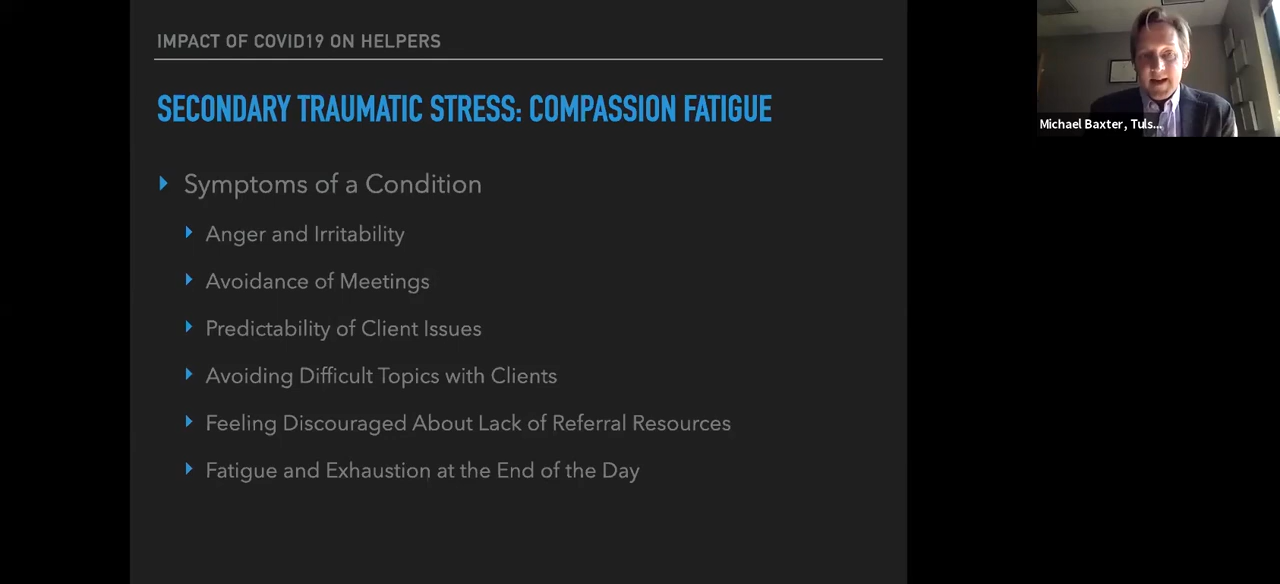 IMPACT OF COVID19 ON HELPERS
SECONDARY TRAUMATIC STRESS: COMPASSION FATIGUE
Symptoms of a Condition
Anger and Irritability
Avoidance of Meetings
Predictability of Client Issues
Avoiding Difficult Topics with Clients
Feeling Discouraged About Lack of Referral Resources
Fatigue and Exhaustion at the End of the Day
Michael Baxter, Tuls...